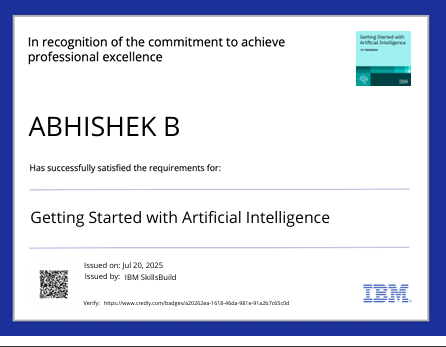 In recognition of the commitment to achieve
professional excellence
Getting Started with
Artificial Intelligence
IBM
ABHISHEK B
Has successfully satisfied the requirements for:
Getting Started with Artificial Intelligence
Issued on: Jul 20, 2025
Issued by: IBM SkillsBuild
Verify: https://www.credly.com/badges/a20262ea-1618-46da-981e-91a2b7c65c0d
IBM